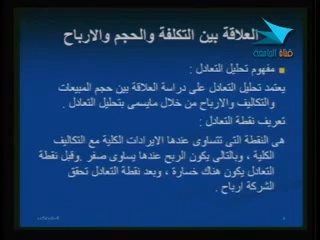 العلاقة بين التكلفة والحجم والارباح
مفهوم تحليل التعادل :
يعتمد تحليل التعادل على دراسة العلاقة بين حجم المبيعات
والتكاليف والارباح من خلال مايسمى بتحليل التعادل .
تعريف نقطة التعادل :
هى النقطة التى تتساوى عندها الايرادات الكلية مع التكاليف
الكلية ، وبالتالى يكون الربح عندها يساوى صفر .وقبل نقطة
التعادل يكون هناك خسارة ، وبعد نقطة التعادل تحقق
الشركة ارباح .